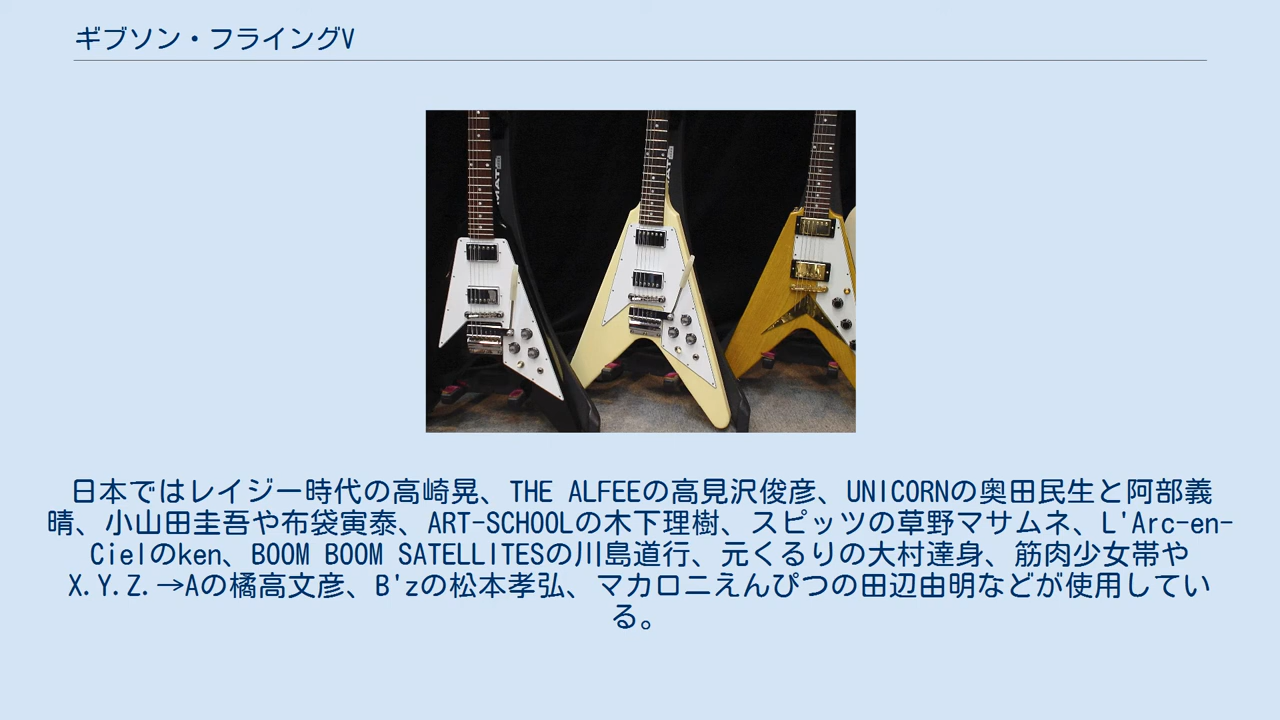 ギブソン・フライングV
日本ではレイジー時代の高崎晃、THE ALFEEの高見沢俊彦、UNICORNの奥田民生と阿部義
晴、小山田圭吾や布袋寅泰、ART-SCHOOLの木下理樹、スピッツの草野マサムネ、L'Arc-en-
Cielのken、BOOM BOOM SATELLITESの川島道行、元くるりの大村達身、筋肉少女帯や
X.Y.Z.→Aの橘高文彦、B'zの松本孝弘、マカロニえんぴつの田辺由明などが使用してい
る。